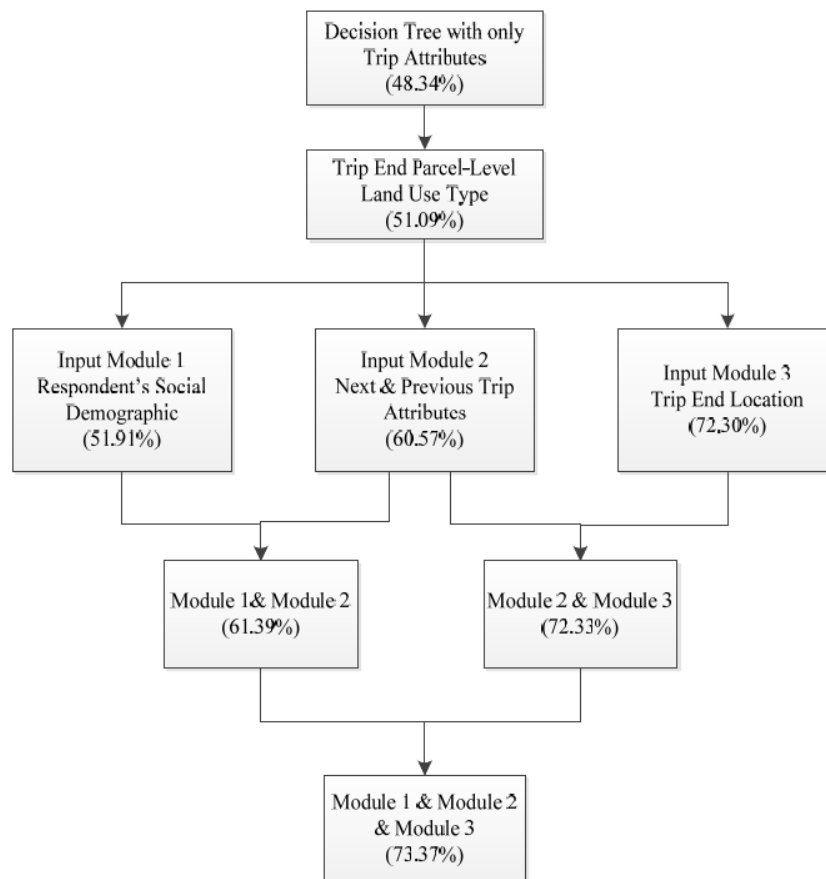 Decision Tree with only
Trip Attributes
(48.34%)
Trip End Parcel-Level
Land Use Type
(51.09%)
Input Module 1
Respondent's Social
Demographic
(51.91%)
Input Module 2
Next & Previous Trip
Attributes
(60.57%)
Input Module 3
Trip End Location
(72.30%)
Module 1& Module 2
(61.39%)
Module 2 & Module 3
(72.33%)
Module 1 & Module 2
& Module 3
(73.37%)